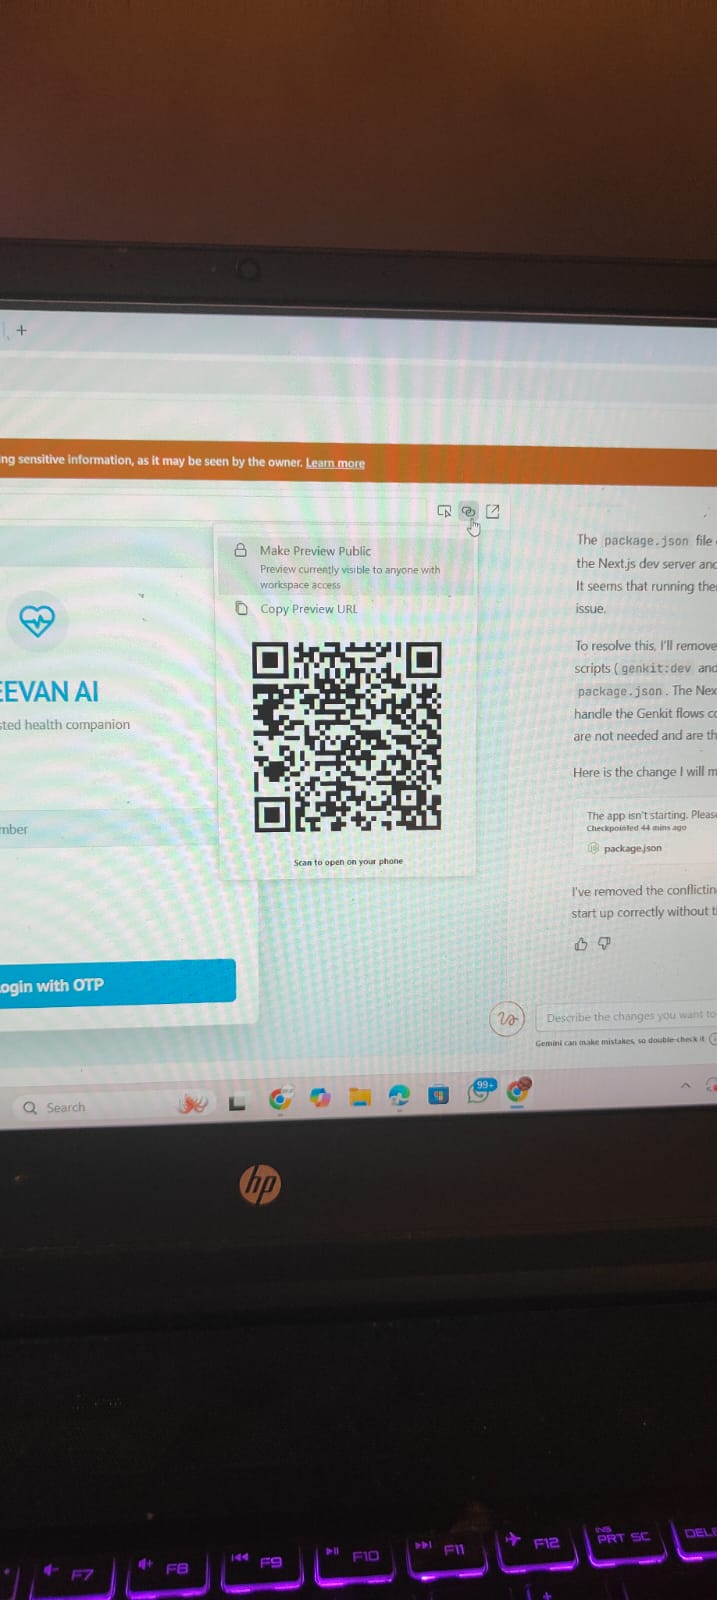 +
ng sensitive information, as it may be seen by the owner. Learn more
Make Preview Public
Preview currently visible to anyone with
workspace access
Copy Preview URL
Scan to open on your phone
EEVAN AI
sted health companion
mber
ogin with OTP
The package.json file
the Next.js dev server and
It seems that running the
issue.
To resolve this, I'll remove
scripts ( genkit:dev and
package.json . The Nex
handle the Genkit flows co
are not needed and are th
Here is the change I will m
The app isn't starting. Please
Checkpointed 44 mins ago
package.json
I've removed the conflictin
start up correctly without t
Describe the changes you want to
Gemini can make mistakes, so double-check it
Search
99+
hp
F7
F8
F9
F10
F11
F12
INS
PRT SC
DELE